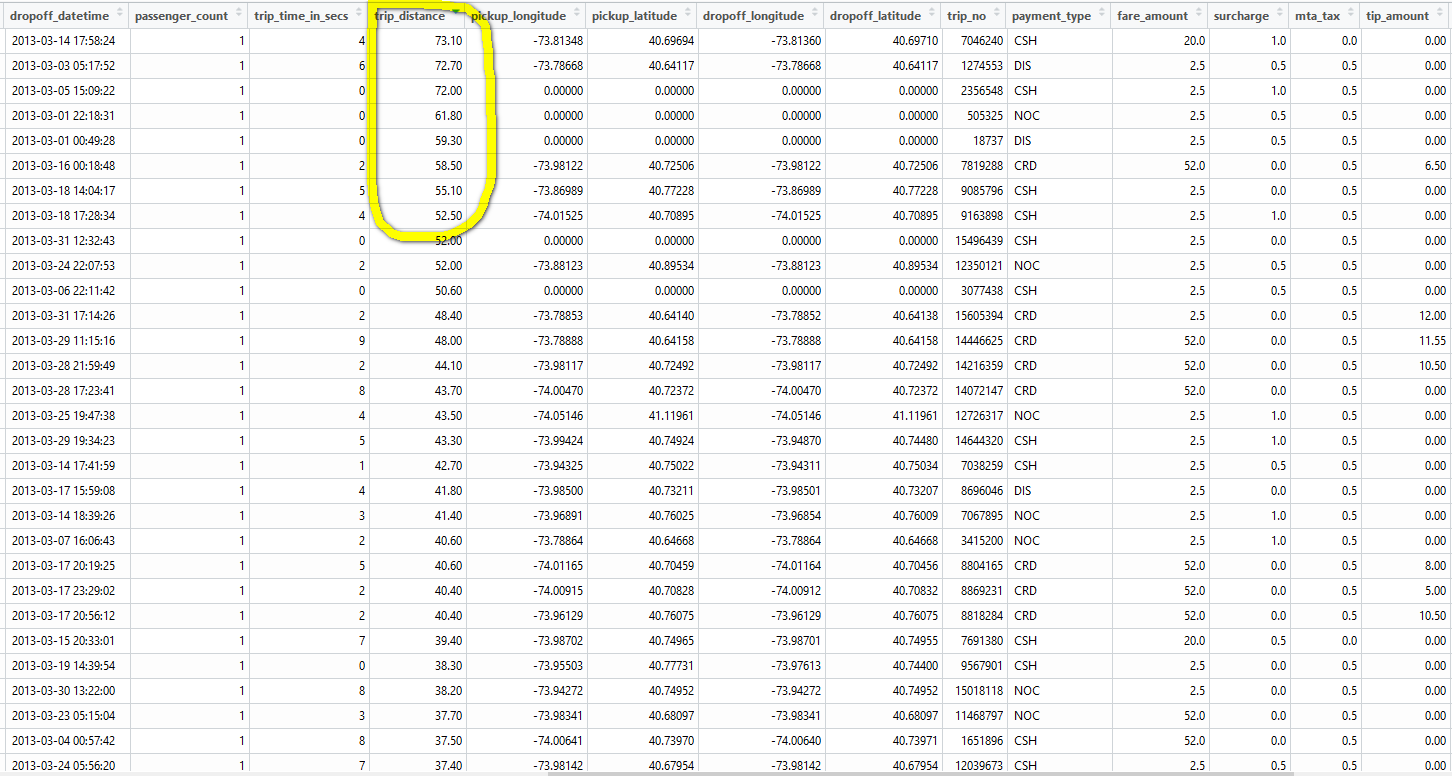 dropoff_datetime passenger_count trip_time_in_secs trip_distance pickup_longitude pickup_latitude dropoff_longitude dropoff_latitude trip_no payment_type fare_amount surcharge mta_tax tip_amount
2013-03-14 17:58:24 1 4 73.10 -73.81348 40.69694 -73.81360 40.69710 7046240 CSH 20.0 1.0 0.0 0.00
2013-03-03 05:17:52 1 6 72.70 -73.78668 40.64117 -73.78668 40.64117 1274553 DIS 2.5 0.5 0.5 0.00
2013-03-05 15:09:22 1 0 72.00 0.00000 0.00000 0.00000 0.00000 2356548 CSH 2.5 1.0 0.5 0.00
2013-03-01 22:18:31 1 0 61.80 0.00000 0.00000 0.00000 0.00000 505325 NOC 2.5 0.5 0.5 0.00
2013-03-01 00:49:28 1 0 59.30 0.00000 0.00000 0.00000 0.00000 18737 DIS 2.5 0.5 0.5 0.00
2013-03-16 00:18:48 1 2 58.50 -73.98122 40.72506 -73.98122 40.72506 7819288 CRD 52.0 0.0 0.5 6.50
2013-03-18 14:04:17 1 5 55.10 -73.86989 40.77228 -73.86989 40.77228 9085796 CSH 2.5 0.0 0.5 0.00
2013-03-18 17:28:34 1 4 52.50 -74.01525 40.70895 -74.01525 40.70895 9163898 CSH 2.5 1.0 0.5 0.00
2013-03-31 12:32:43 1 0 52.00 0.00000 0.00000 0.00000 0.00000 15496439 CSH 2.5 0.0 0.5 0.00
2013-03-24 22:07:53 1 2 52.00 -73.88123 40.89534 -73.88123 40.89534 12350121 NOC 2.5 0.5 0.5 0.00
2013-03-06 22:11:42 1 0 50.60 0.00000 0.00000 0.00000 0.00000 3077438 CSH 2.5 0.5 0.5 0.00
2013-03-31 17:14:26 1 2 48.40 -73.78853 40.64140 -73.78852 40.64138 15605394 CRD 2.5 0.0 0.5 12.00
2013-03-29 11:15:16 1 9 48.00 -73.78888 40.64158 -73.78888 40.64158 14446625 CRD 52.0 0.0 0.5 11.55
2013-03-28 21:59:49 1 2 44.10 -73.98117 40.72492 -73.98117 40.72492 14216359 CRD 52.0 0.0 0.5 10.50
2013-03-28 17:23:41 1 8 43.70 -74.00470 40.72372 -74.00470 40.72372 14072147 CRD 52.0 0.0 0.5 0.00
2013-03-25 19:47:38 1 4 43.50 -74.05146 41.11961 -74.05146 41.11961 12726317 NOC 2.5 1.0 0.5 0.00
2013-03-29 19:34:23 1 5 43.30 -73.99424 40.74924 -73.94870 40.74480 14644320 CSH 2.5 1.0 0.5 0.00
2013-03-14 17:41:59 1 1 42.70 -73.94325 40.75022 -73.94311 40.75034 7038259 CSH 2.5 0.5 0.5 0.00
2013-03-17 15:59:08 1 4 41.80 -73.98500 40.73211 -73.98501 40.73207 8696046 DIS 2.5 0.0 0.5 0.00
2013-03-14 18:39:26 1 3 41.40 -73.96891 40.76025 -73.96854 40.76009 7067895 NOC 2.5 1.0 0.5 0.00
2013-03-07 16:06:43 1 2 40.60 -73.78864 40.64668 -73.78864 40.64668 3415200 NOC 2.5 1.0 0.5 0.00
2013-03-17 20:19:25 1 5 40.60 -74.01165 40.70459 -74.01164 40.70456 8804165 CRD 52.0 0.0 0.5 8.00
2013-03-17 23:29:02 1 2 40.40 -74.00915 40.70828 -74.00912 40.70832 8869231 CRD 52.0 0.0 0.5 5.00
2013-03-17 20:56:12 1 2 40.40 -73.96129 40.76075 -73.96129 40.76075 8818284 CRD 52.0 0.0 0.5 10.50
2013-03-15 20:33:01 1 7 39.40 -73.98702 40.74965 -73.98701 40.74955 7691380 CSH 20.0 0.5 0.0 0.00
2013-03-19 14:39:54 1 0 38.30 -73.95503 40.77731 -73.97613 40.74400 9567901 CSH 2.5 0.0 0.5 0.00
2013-03-30 13:22:00 1 8 38.20 -73.94272 40.74952 -73.94272 40.74952 15018118 NOC 2.5 0.0 0.5 0.00
2013-03-23 05:15:04 1 3 37.70 -73.98341 40.68097 -73.98341 40.68097 11468797 NOC 52.0 0.0 0.5 0.00
2013-03-04 00:57:42 1 8 37.50 -74.00641 40.73970 -74.00640 40.73971 1651896 CSH 52.0 0.0 0.5 0.00
2013-03-24 05:56:20 1 7 37.40 -73.98142 40.67954 -73.98142 40.67954 12039673 CSH 2.5 0.5 0.5 0.00